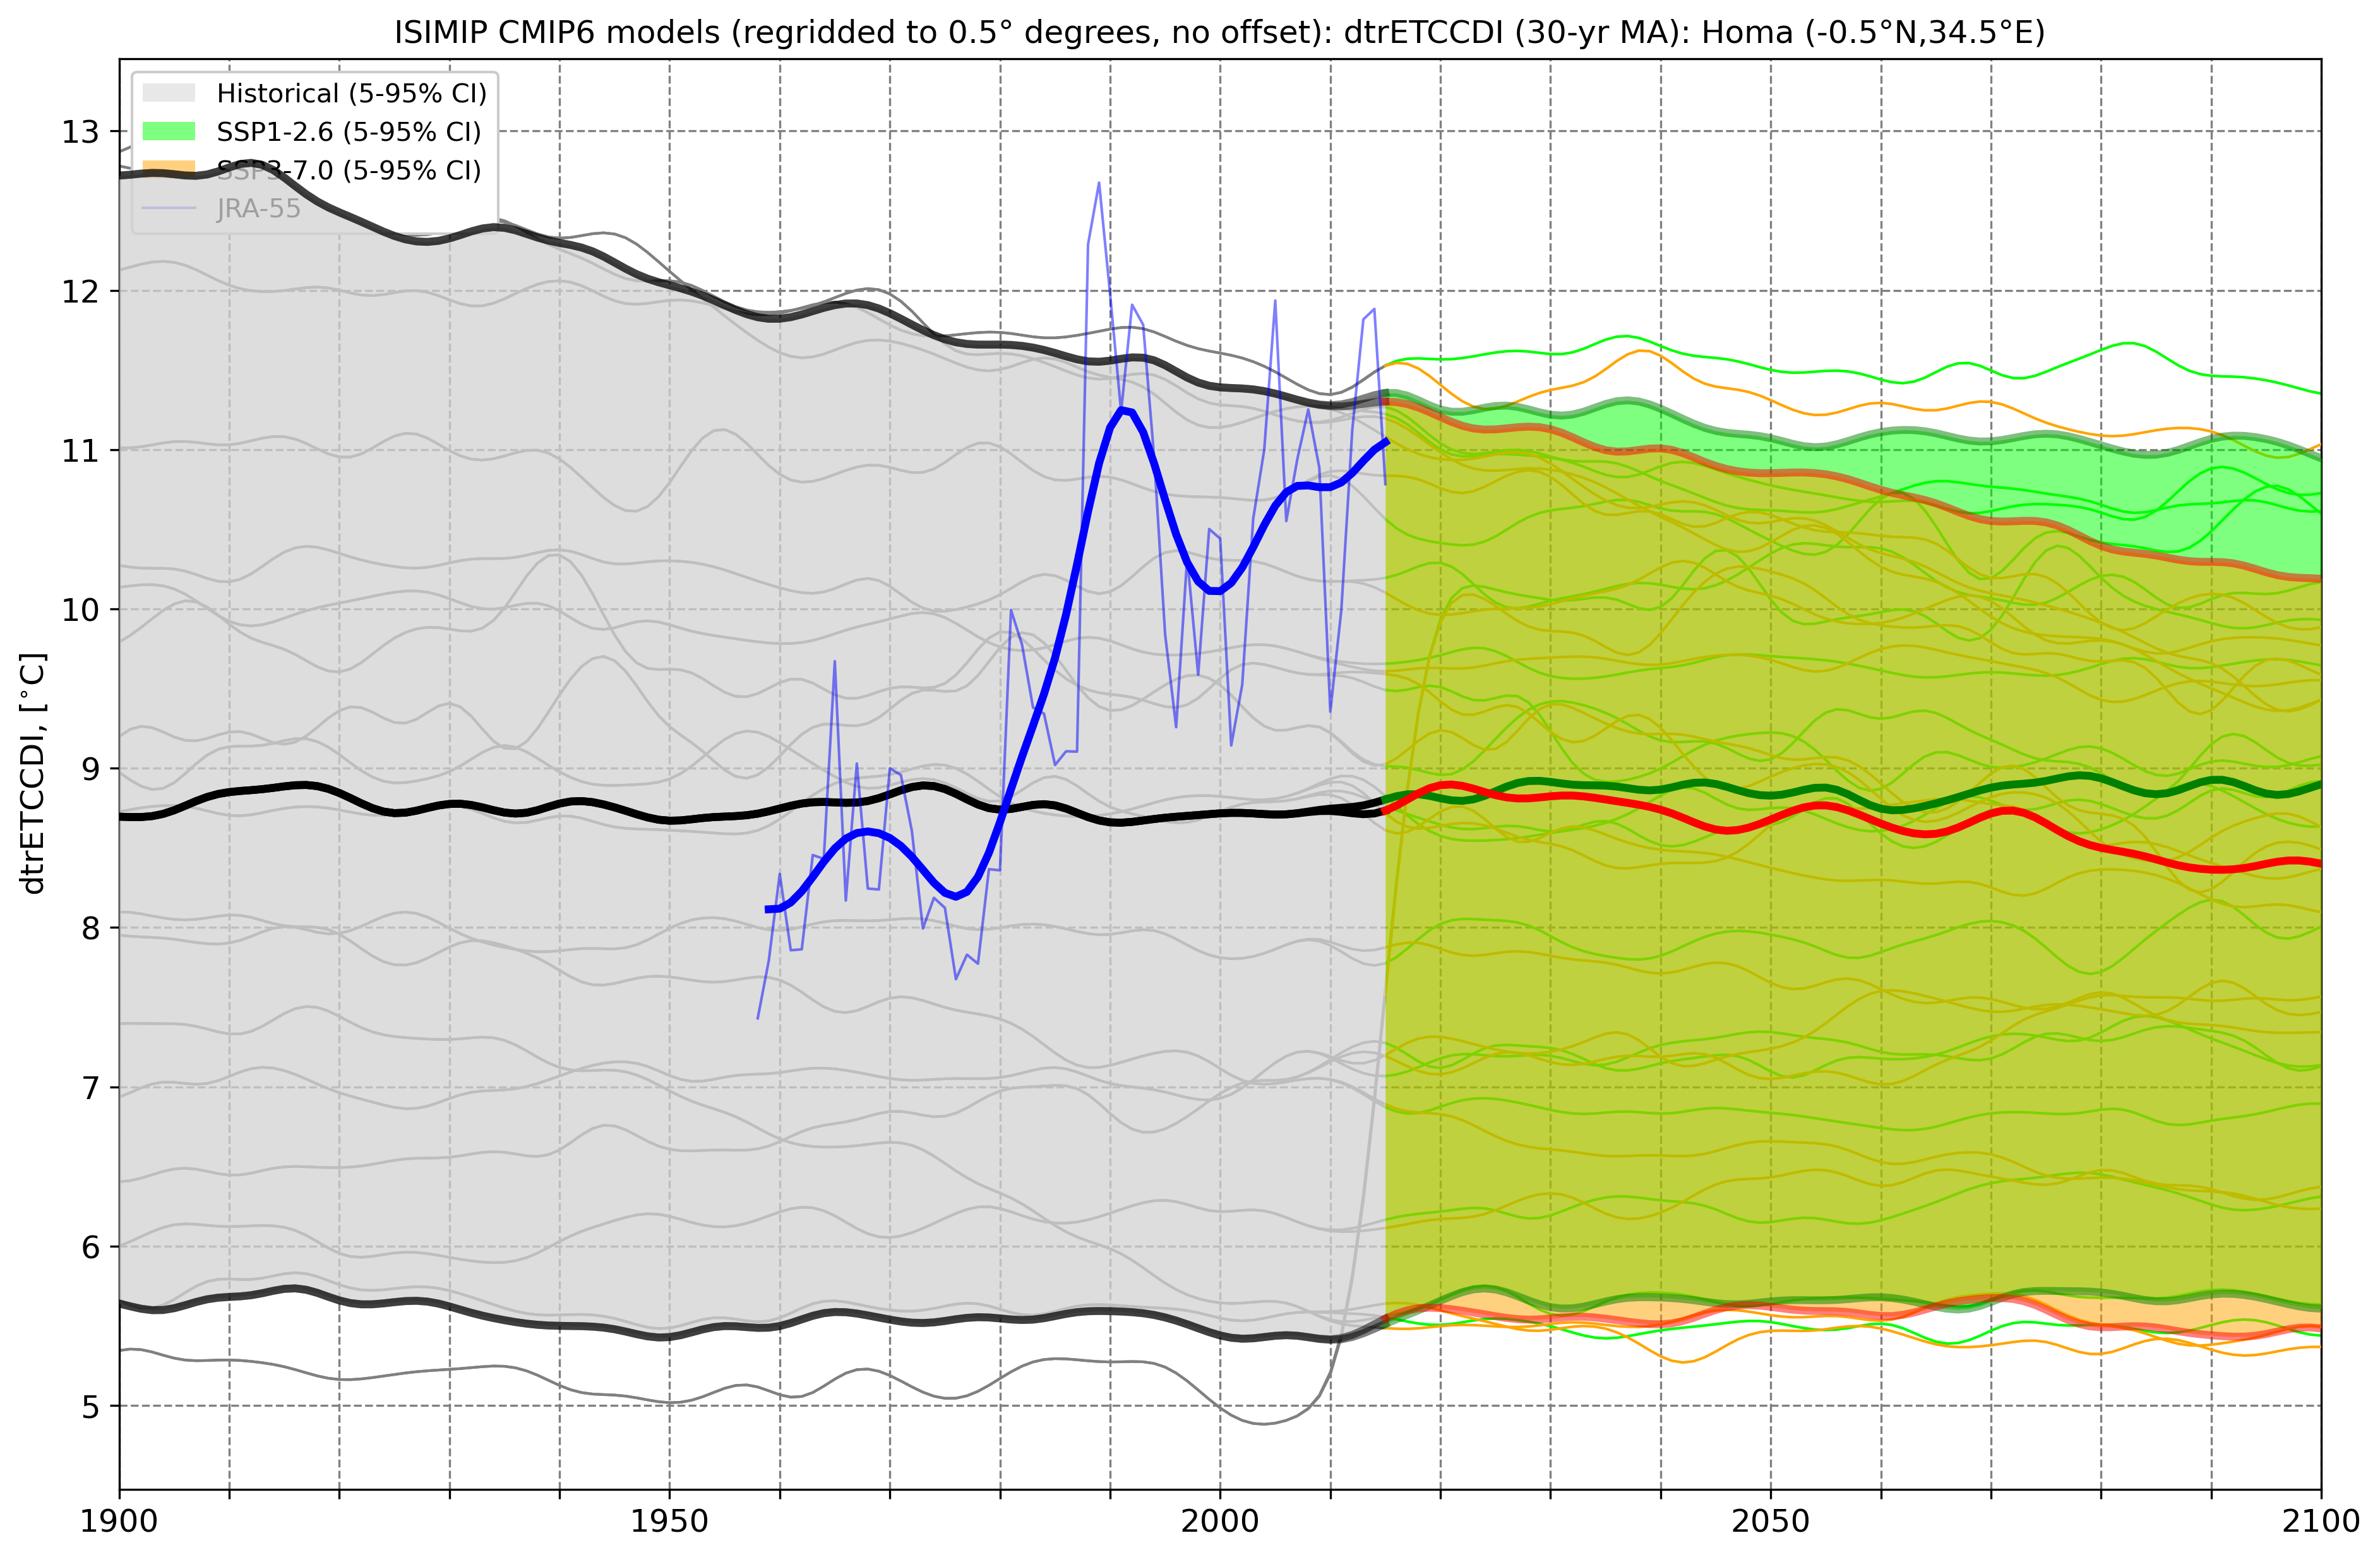 ISIMIP CMIP6 models (regridded to 0.5° degrees, no offset): dtrETCCDI (30-yr MA): Homa (-0.5°N,34.5°E)
Historical (5-95% CI)
SSP1-2.6 (5-95% CI)
SSP3-7.0 (5-95% CI)
JRA-55
dtrETCCDI, [°C]
13
12
11
10
9
8
7
6
5
1900
1950
2000
2050
2100